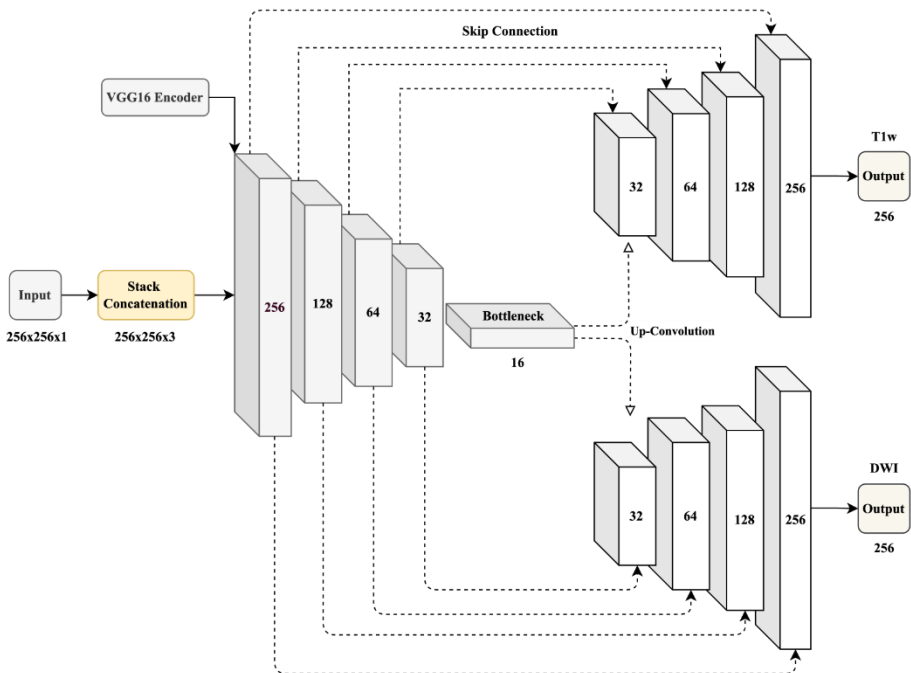 Skip Connection
VGG16 Encoder
Input
256x256x1
Stack
Concatenation
256x256x3
256
128
64
32
Bottleneck
16
Up-Convolution
32
64
128
256
T1w
Output
256
32
64
128
256
DWI
Output
256